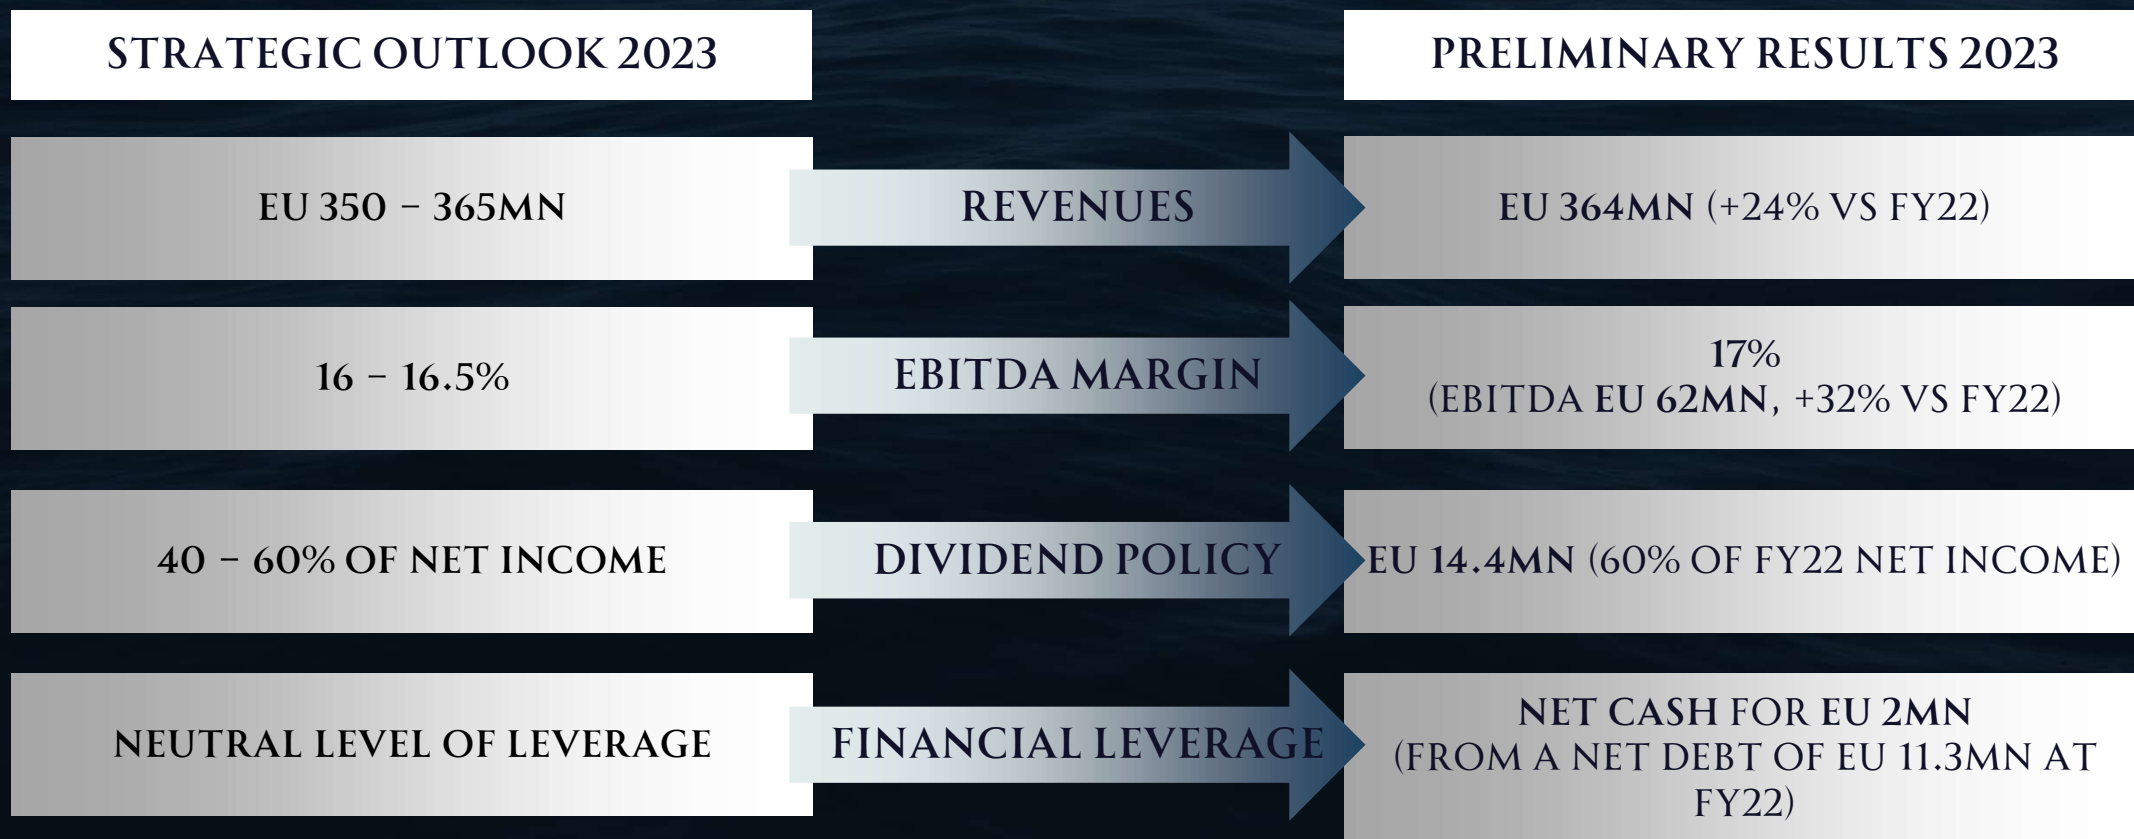 STRATEGIC OUTLOOK 2023
PRELIMINARY RESULTS 2023
EU 350 – 365MN
REVENUES
EU 364MN (+24% VS FY22)
16 – 16.5%
EBITDA MARGIN
17%
(EBITDA EU 62MN, +32% VS FY22)
40 – 60% OF NET INCOME
DIVIDEND POLICY
EU 14.4MN (60% OF FY22 NET INCOME)
NEUTRAL LEVEL OF LEVERAGE
FINANCIAL LEVERAGE
NET CASH FOR EU 2MN
(FROM A NET DEBT OF EU 11.3MN AT
FY22)